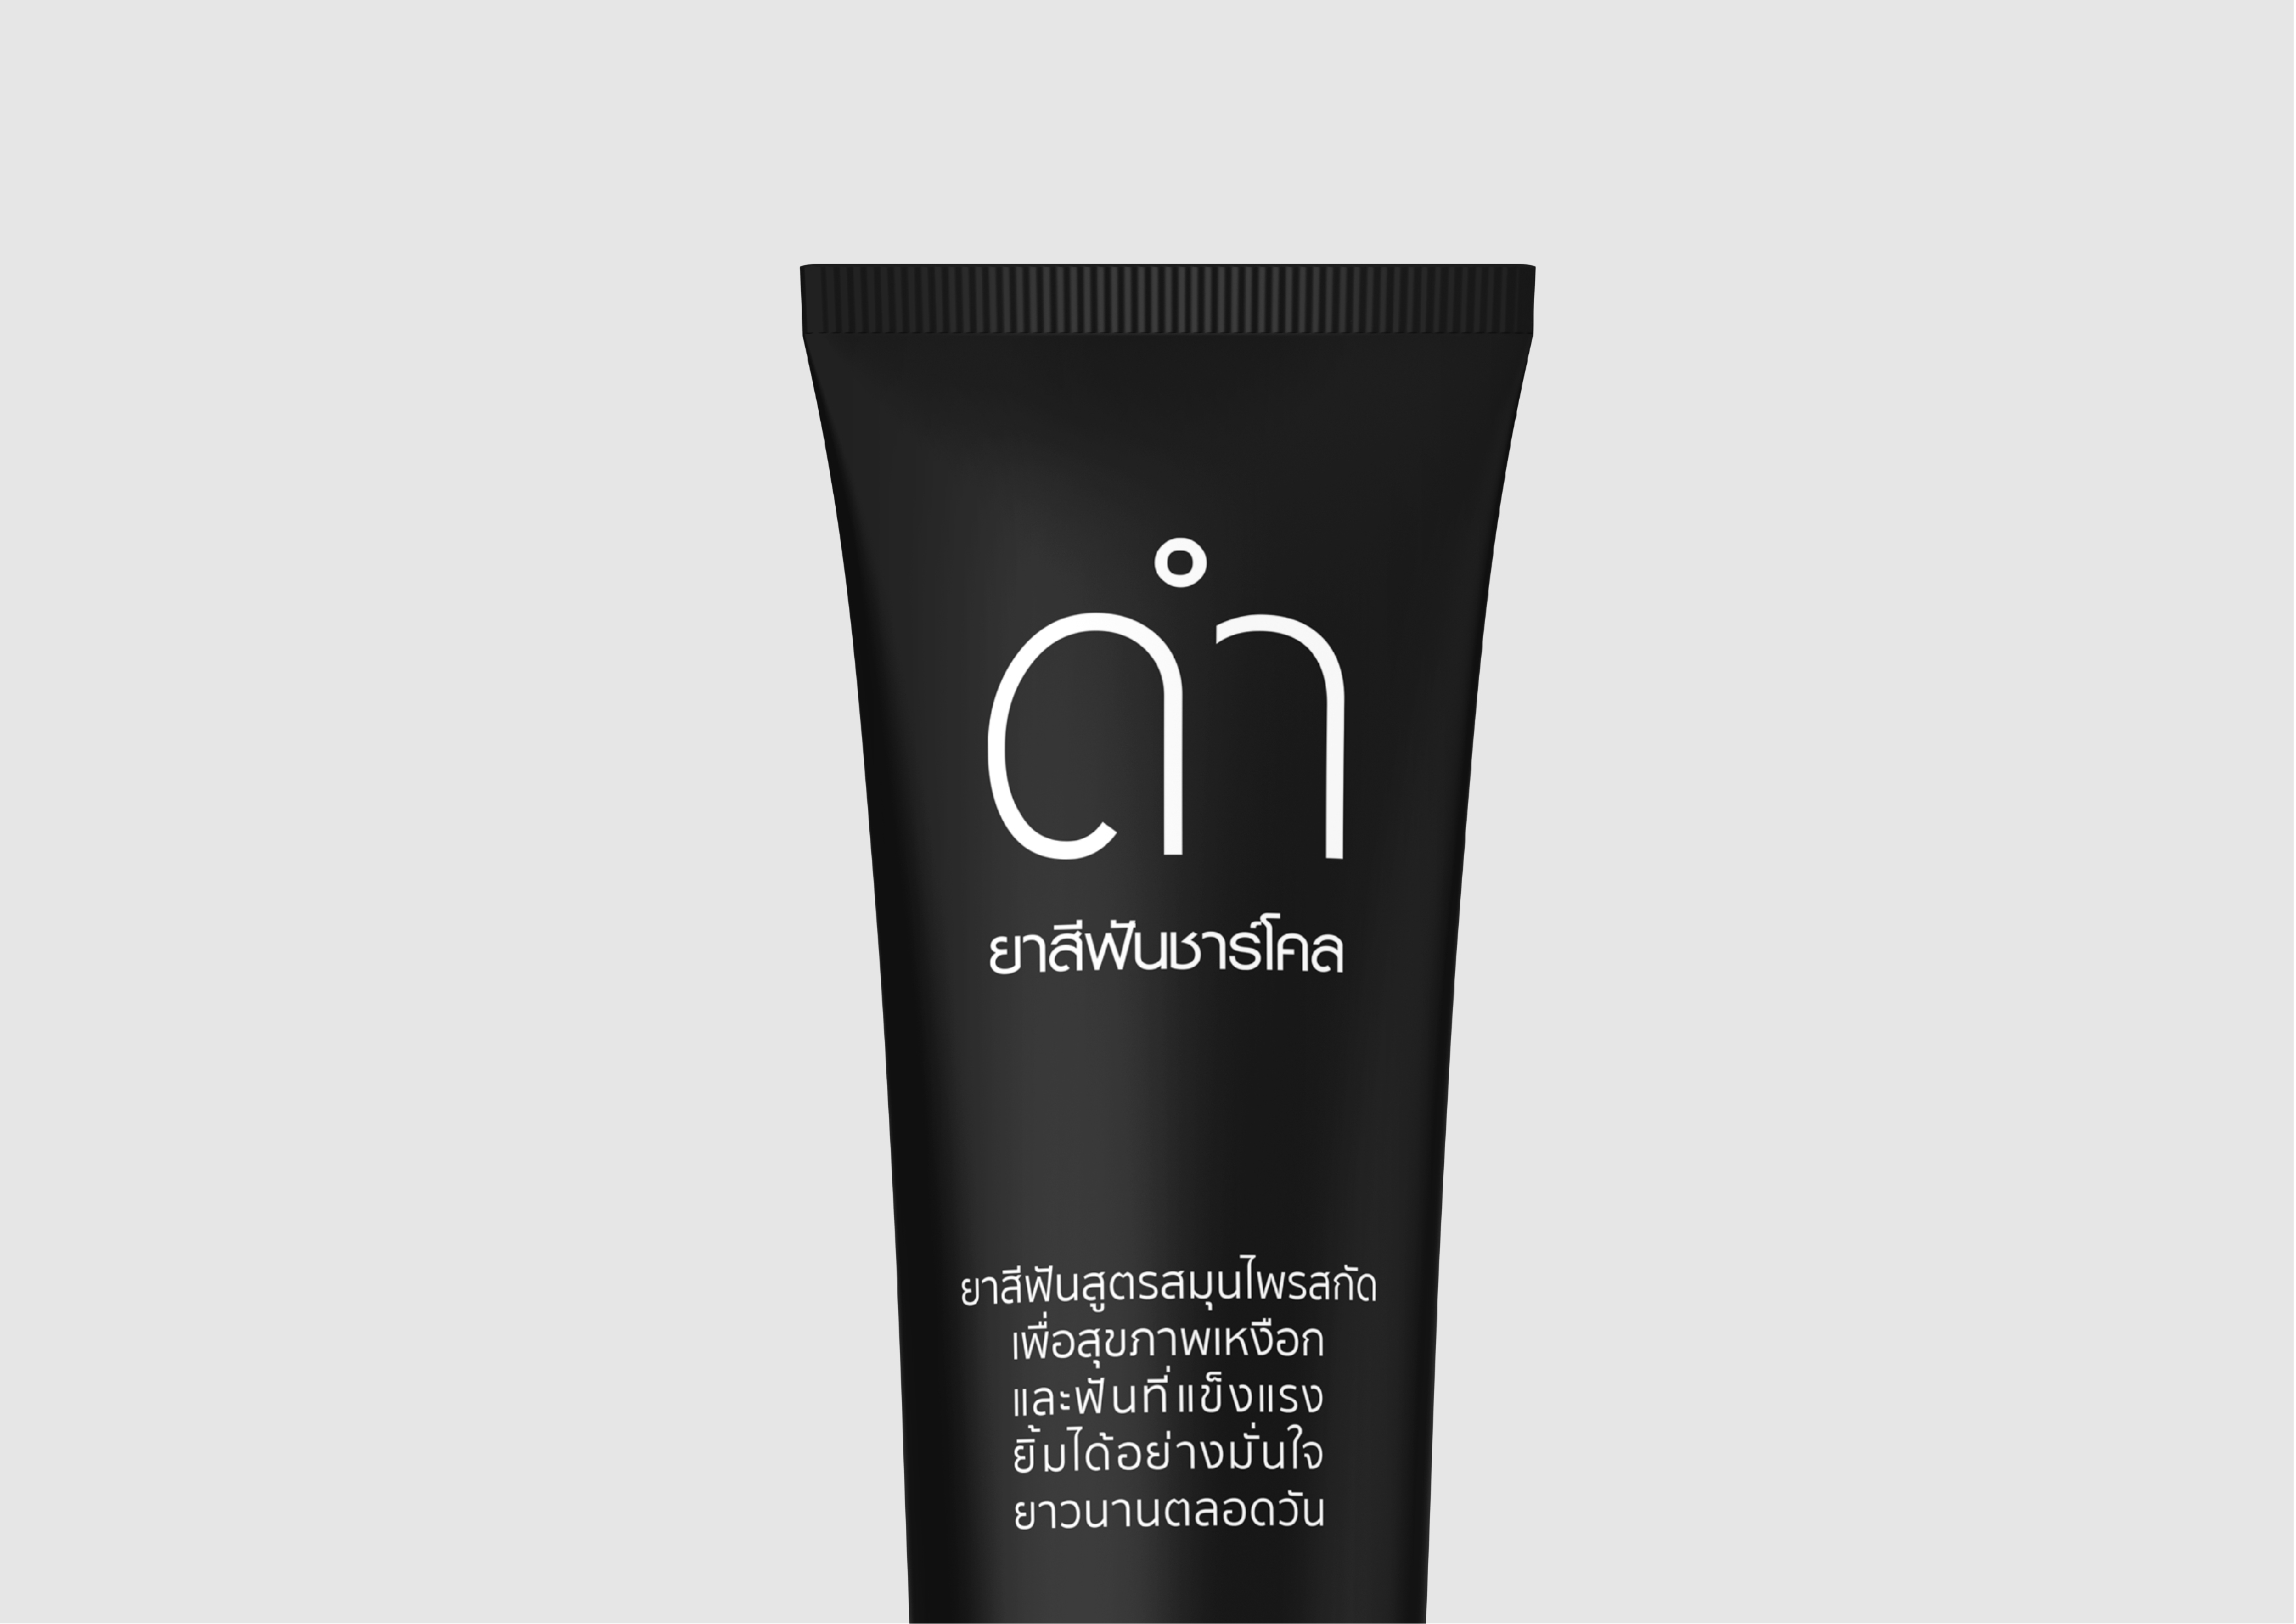 ดำ
ยาสีฟันชาร์โคล
ยาสีฟันสูตรสมุนไพรสกัด
เพื่อสุขภาพเหงือก
และฟันที่แข็งแรง
ยิ้มได้อย่างมั่นใจ
ยาวนานตลอดวัน